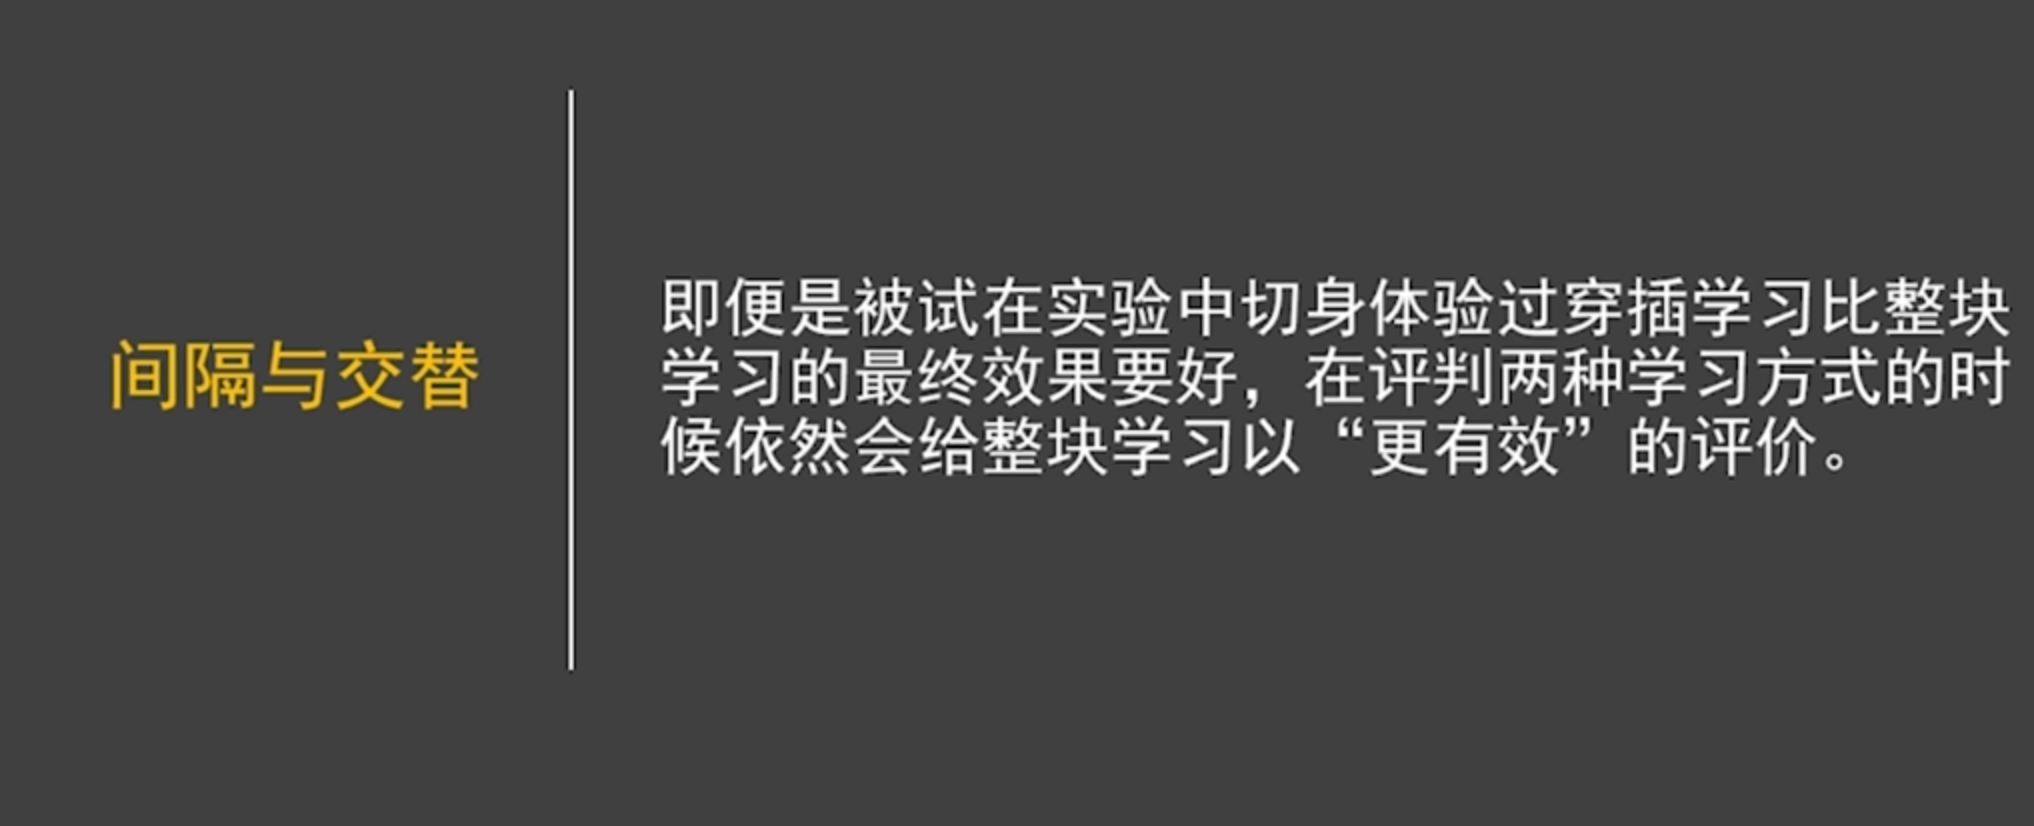 间隔与交替
即便是被试在实验中切身体验过穿插学习比整块
学习的最终效果要好，在评判两种学习方式的时
候依然会给整块学习以“更有效”的评价。